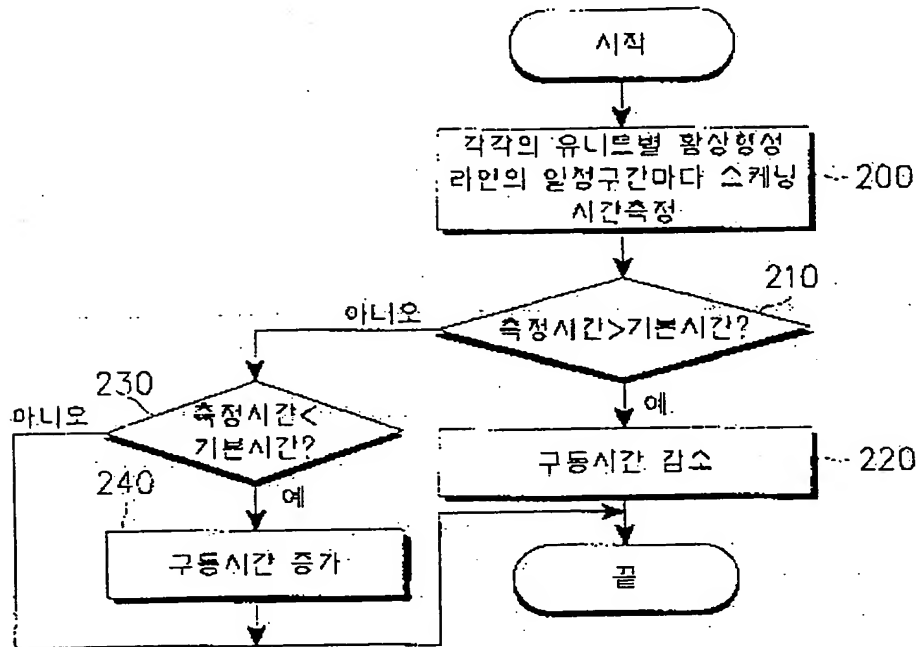 시작
각각의 유니트별 황상형성
라인의 일정구간마다 스케닝
시간측정
200
210
측정시간>기본시간?
아니오
예
230
측정시간<
기본시간?
아니오
구동시간 감소
220
240
예
구동시간 증가
끝